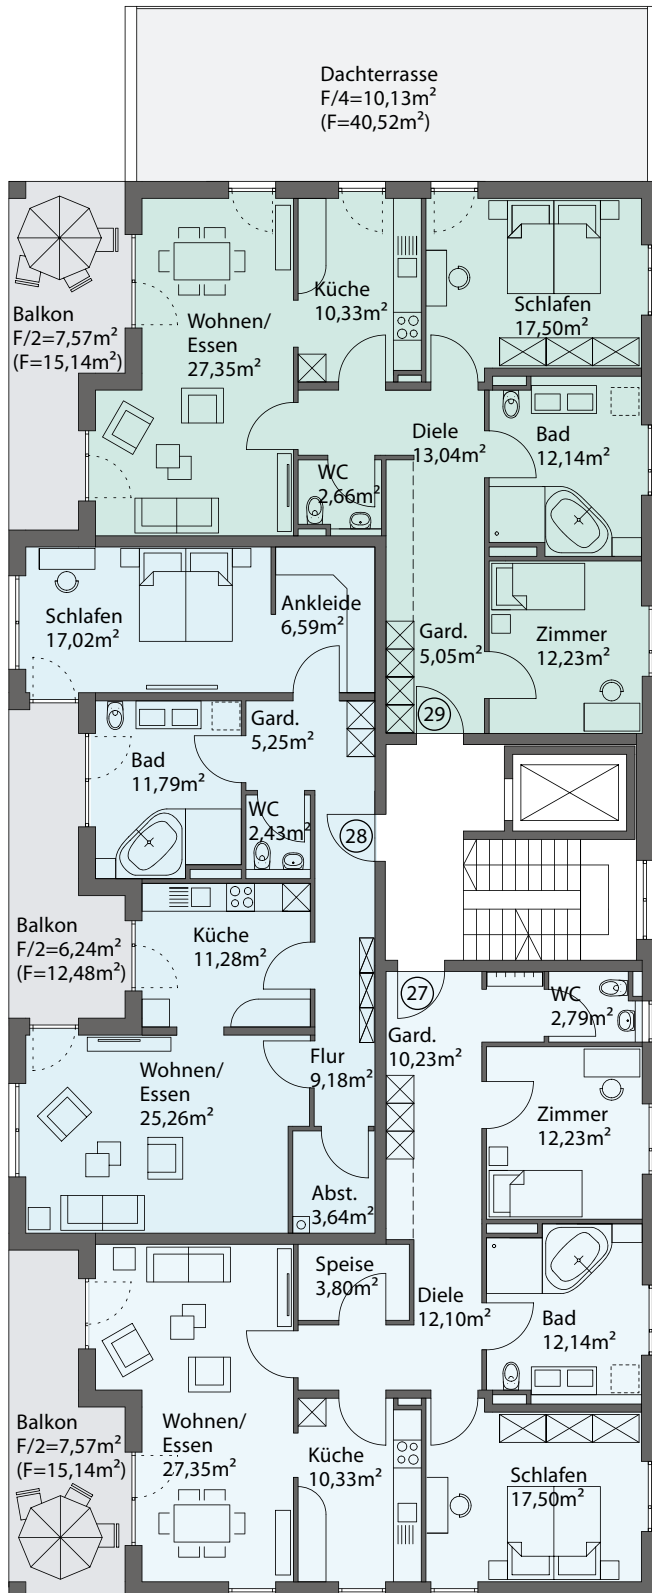 Dachterrasse
F/4=10,13m²
(F=40,52m²)
Balkon
F/2=7,57m²
(F=15,14m²)
Wohnen/
Essen
27,35m²
Küche
10,33m²
Schlafen
17,50m²
Diele
13,04m²
Bad
12,14m²
WC
2,66m²
Gard.
5,05m²
Zimmer
12,23m²
29
Schlafen
17,02m²
Ankleide
6,59m²
Gard.
5,25m²
Bad
11,79m²
WC
2,43m²
28
Balkon
F/2=6,24m²
(F=12,48m²)
Küche
11,28m²
Wohnen/
Essen
25,26m²
Flur
9,18m²
Abst.
3,64m²
27
Gard.
10,23m²
WC
2,79m²
Zimmer
12,23m²
Speise
3,80m²
Diele
12,10m²
Bad
12,14m²
Balkon
F/2=7,57m²
(F=15,14m²)
Wohnen/
Essen
27,35m²
Küche
10,33m²
Schlafen
17,50m²